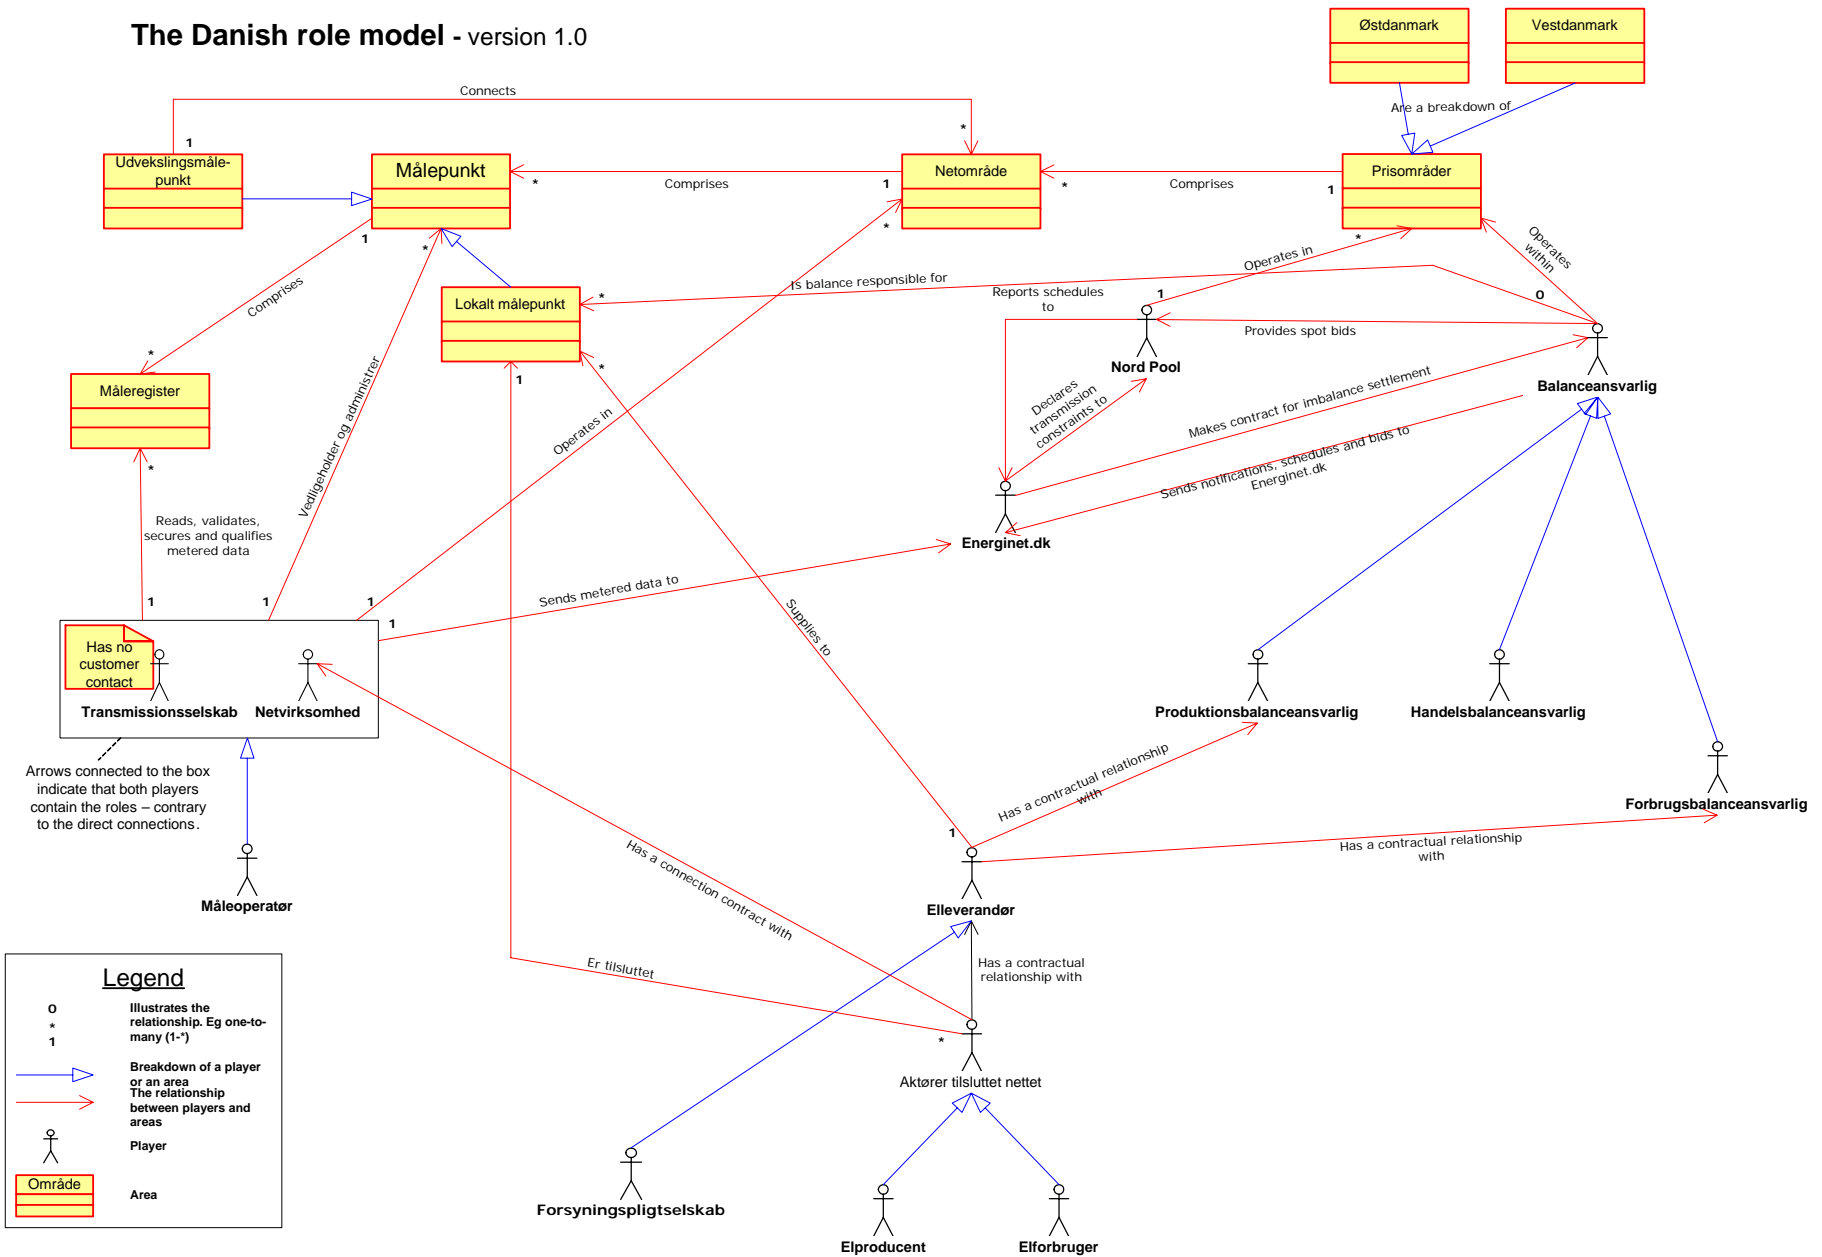 The Danish role model - version 1.0
Østdanmark
Vestdanmark
Are a breakdown of
Connects
1
*
Udvekslingsmåle-
punkt
Målepunkt
Netområde
Prisområder
*
Comprises
1
*
Comprises
1
1
*
*
*
Operates
within
Comprises
Lokalt målepunkt
*
Is balance responsible for
Operates in
Reports schedules
to
1
0
Provides spot bids
Nord Pool
Balanceansvarlig
*
Måleregister
*
1
*
Vedligeholder og administrer
Operates in
Declares
transmission
constraints to
Makes contract for imbalance settlement
Sends notifications, schedules and bids to
Energinet.dk
Energinet.dk
Reads, validates,
secures and qualifies
metered data
Sends metered data to
1
1
1
1
Supplies to
Has no
customer
contact
Transmissionsselskab
Netvirksomhed
Produktionsbalanceansvarlig
Handelsbalanceansvarlig
Forbrugsbalanceansvarlig
Arrows connected to the box
indicate that both players
contain the roles – contrary
to the direct connections.
Has a contractual relationship
with
Has a contractual relationship
with
1
Måleoperatør
Elleverandør
Has a connection contract with
Er tilsluttet
Has a contractual
relationship with
*
Aktører tilsluttet nettet
Forsyningspligtselskab
Elproducent
Elforbruger
Legend
0
*
1
Illustrates the
relationship. Eg one-to-
many (1-*)
Breakdown of a player
or an area
The relationship
between players and
areas
Player
Område
Area